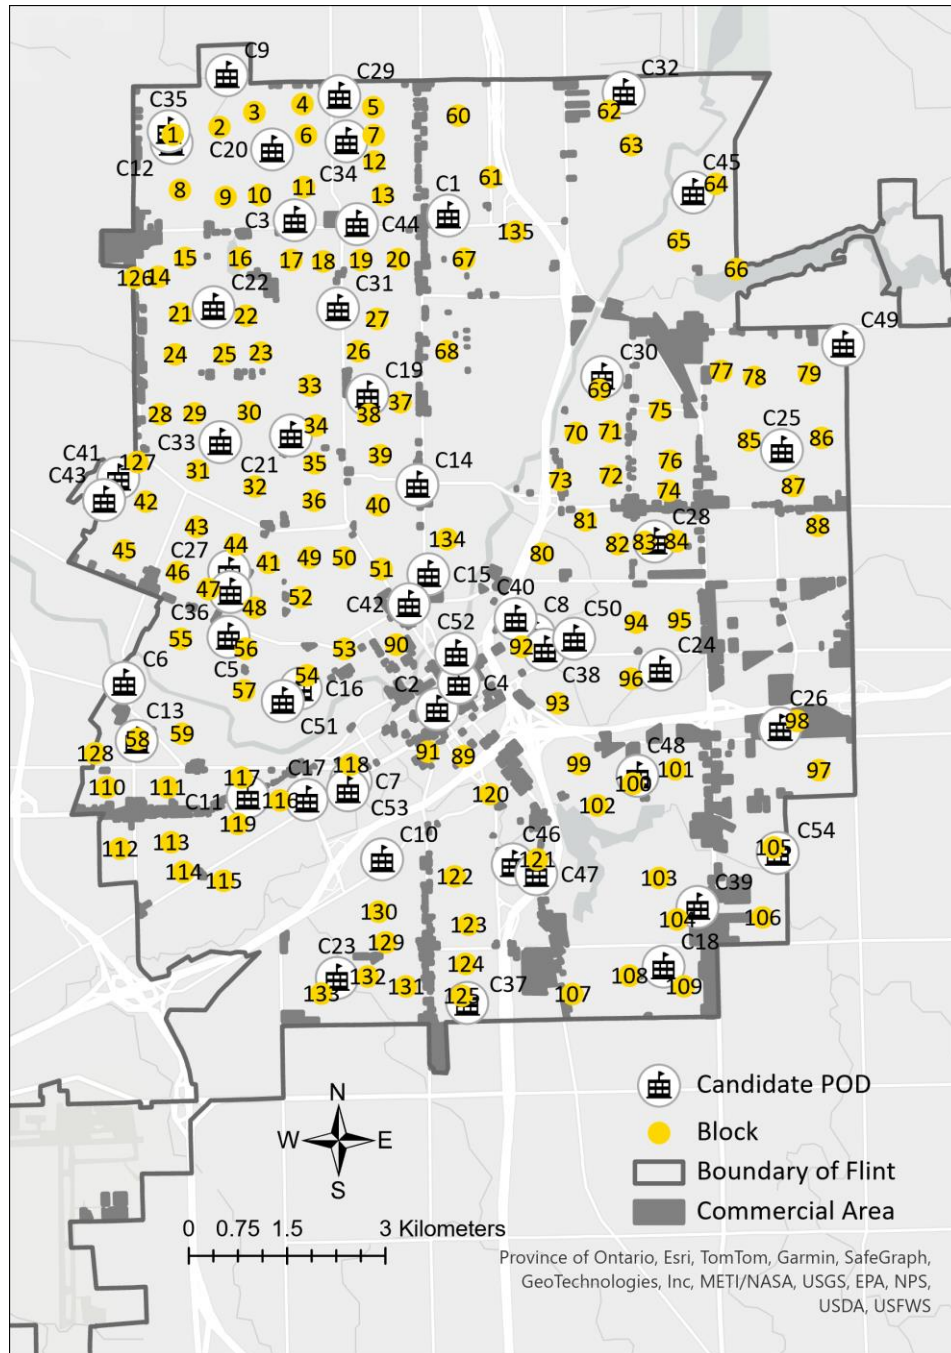 C9
C29
C32
C35
3
4
5
60
62
1
2
6
7
63
C20
C34
C12
12
61
C45
64
8
9
10
11
13
C1
C3
C44
135
65
15
16
17
18
19
20
67
66
126
14
C22
C31
21
22
27
C49
24
25
23
26
68
C30
77
78
79
33
C19
69
28
29
30
38
37
75
34
70
71
C25
C33
85
86
C41
127
31
C21
35
39
C14
76
C43
32
73
72
74
87
42
36
40
43
81
88
C28
45
44
134
82
83
84
C27
41
49
50
80
46
51
C15
47
48
52
C42
C40
C8
C50
94
95
C36
55
56
53
90
C52
92
C24
C5
C38
C6
57
54
C16
C2
C4
96
93
C26
C51
98
C13
58
59
128
91
89
99
C48
101
97
118
110
111
117
C7
100
C11
116
C17
C53
120
102
119
C46
C54
112
113
C10
121
105
114
115
122
C47
103
C39
130
123
104
106
129
C18
C23
124
132
108
133
131
125
C37
107
109
Candidate POD
N
Block
W E
Boundary of Flint
S
Commercial Area
0 0.75 1.5 3 Kilometers
Province of Ontario, Esri, TomTom, Garmin, SafeGraph,
GeoTechnologies, Inc, METI/NASA, USGS, EPA, NPS,
USDA, USFWS